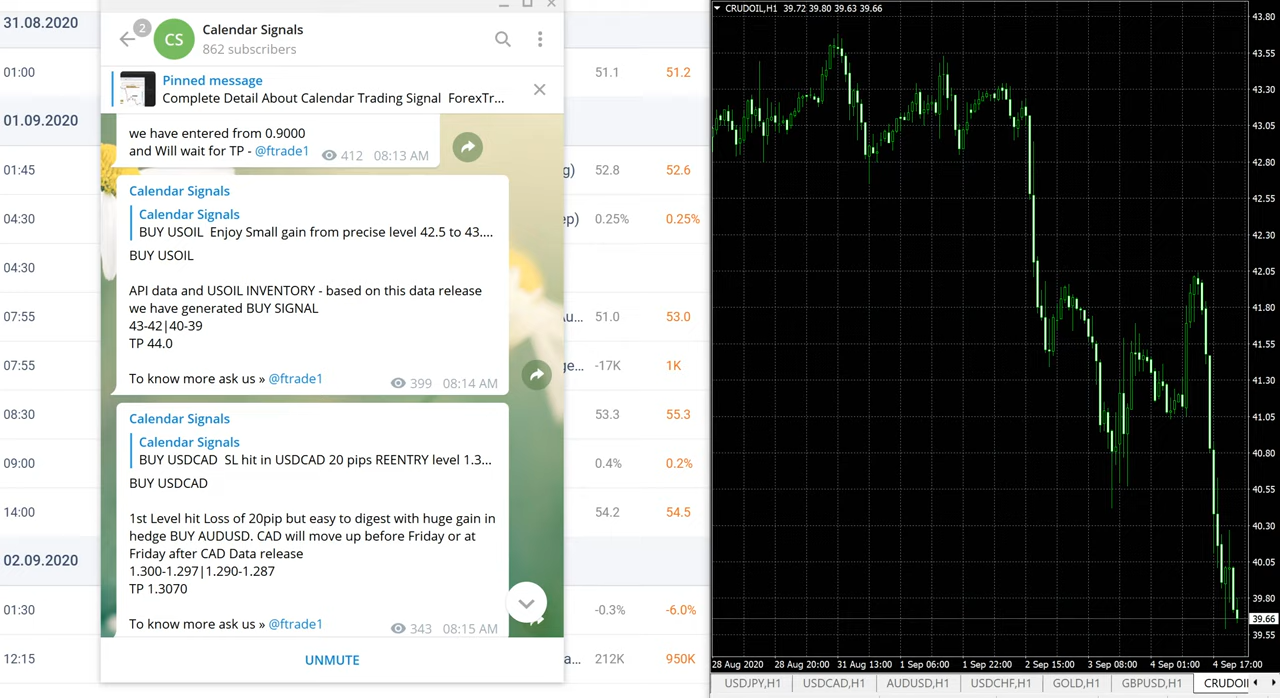 31.08.2020
01:00
51.1
51.2
01.09.2020
01:45
g)
52.8
52.6
04:30
ep)
0.25%
0.25%
04:30
07:55
u...
51.0
53.0
07:55
ge...
-17K
1K
08:30
53.3
55.3
09:00
0.4%
0.2%
14:00
54.2
54.5
02.09.2020
01:30
-0.3%
-6.0%
12:15
a...
212K
950K
2
CS
Calendar Signals
862 subscribers
Pinned message
Complete Detail About Calendar Trading Signal ForexTr...
we have entered from 0.9000
and Will wait for TP - @ftrade1 412 08:13 AM
Calendar Signals
Calendar Signals
BUY USOIL Enjoy Small gain from precise level 42.5 to 43....
BUY USOIL
API data and USOIL INVENTORY - based on this data release
we have generated BUY SIGNAL
43-42|40-39
TP 44.0
To know more ask us » @ftrade1 399 08:14 AM
Calendar Signals
Calendar Signals
BUY USDCAD SL hit in USDCAD 20 pips REENTRY level 1.3...
BUY USDCAD
1st Level hit Loss of 20pip but easy to digest with huge gain in
hedge BUY AUDUSD. CAD will move up before Friday or at
Friday after CAD Data release
1.300-1.297|1.290-1.287
TP 1.3070
To know more ask us » @ftrade1 343 08:15 AM
UNMUTE
CRUDOIL,H1 39.72 39.80 39.63 39.66
43.80
43.55
43.30
43.05
42.80
42.55
42.30
42.05
41.80
41.55
41.30
41.05
40.80
40.55
40.30
40.05
39.80
39.66
39.55
28 Aug 2020
28 Aug 20:00
31 Aug 13:00
1 Sep 06:00
1 Sep 22:00
2 Sep 15:00
3 Sep 08:00
4 Sep 01:00
4 Sep 17:00
USDJPY,H1
USDCAD,H1
AUDUSD,H1
USDCHF,H1
GOLD,H1
GBPUSD,H1
CRUDOI